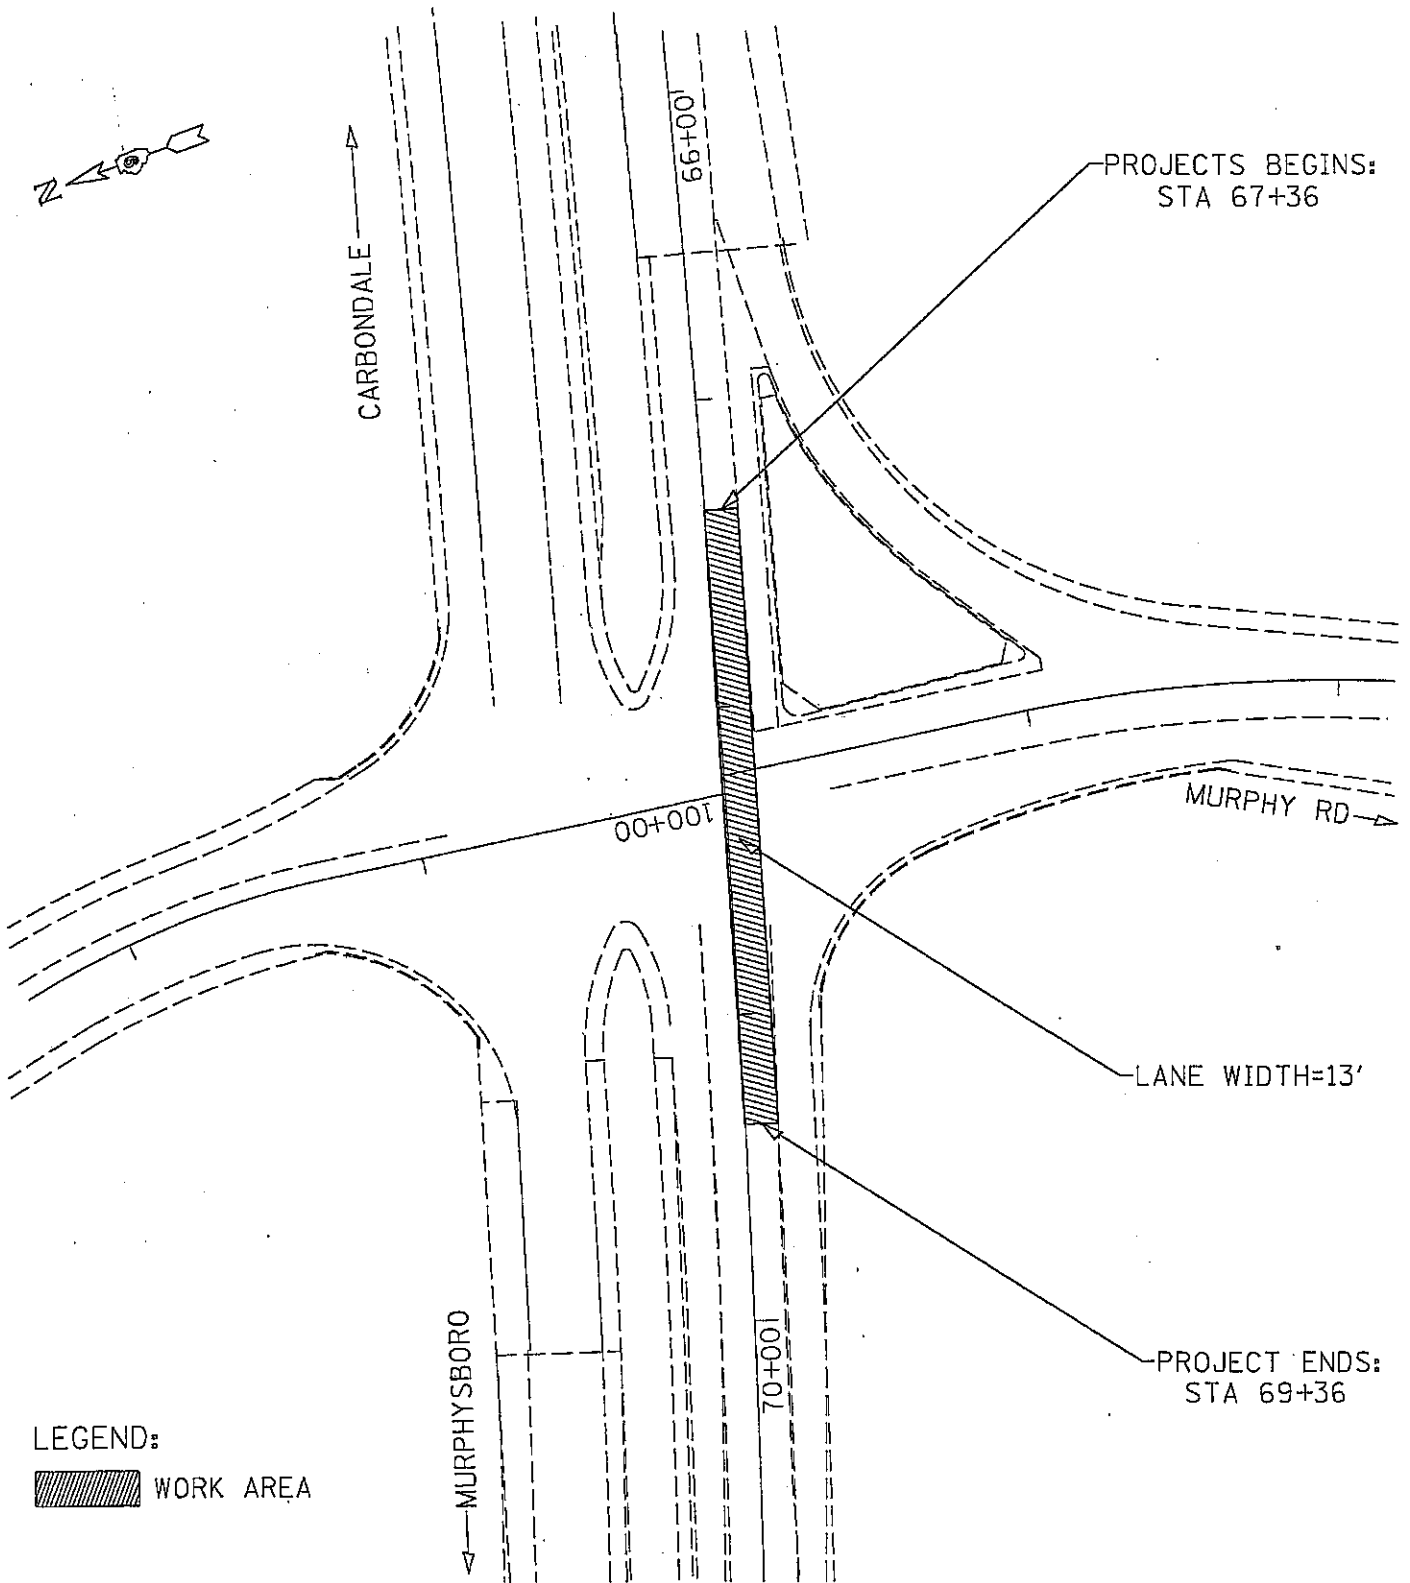 N
CARBONDALE
66+00
PROJECTS BEGINS:
STA 67+36
100+00
MURPHY RD
LANE WIDTH=13'
MURPHYSBORO
70+00
PROJECT ENDS:
STA 69+36
LEGEND:
WORK AREA